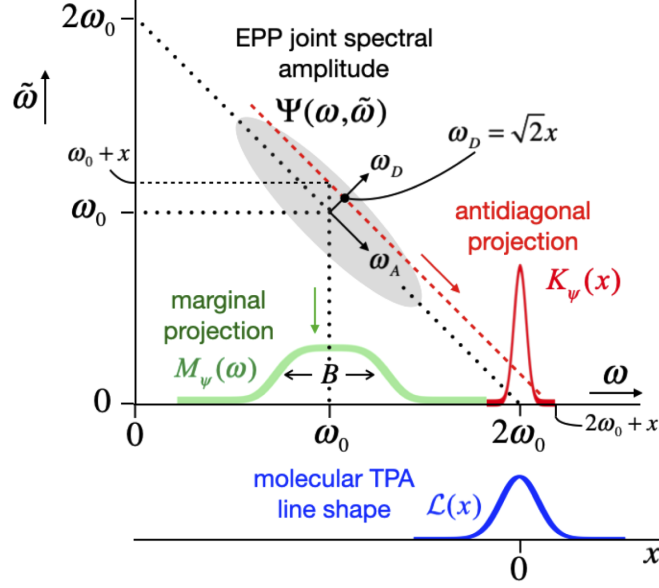 2ω₀
EPP joint spectral
amplitude
Ψ(ω,ω̃)
ω̃
ω_D = √2x
ω₀ + x
ω_D
ω₀
antidiagonal
projection
ω_A
K_ψ(x)
marginal
projection
M_ψ(ω)
B
ω
0
0
ω₀
2ω₀
2ω₀ + x
molecular TPA
line shape
ℒ(x)
0
x